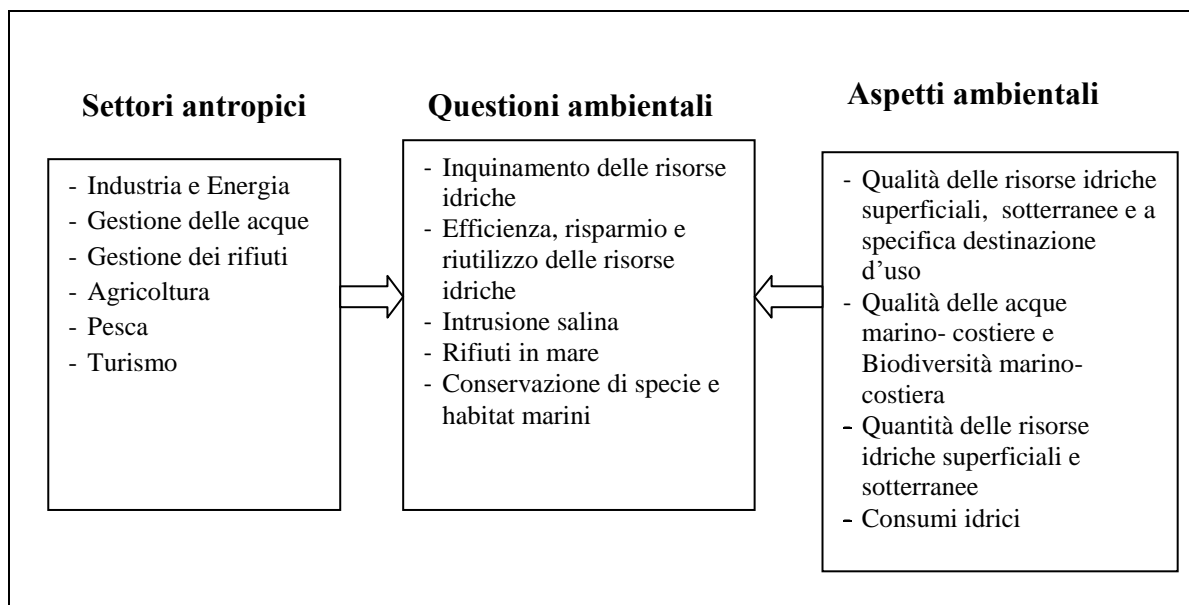 Settori antropici
- Industria e Energia
- Gestione delle acque
- Gestione dei rifiuti
- Agricoltura
- Pesca
- Turismo
Questioni ambientali
- Inquinamento delle risorse
idriche
- Efficienza, risparmio e
riutilizzo delle risorse
idriche
- Intrusione salina
- Rifiuti in mare
- Conservazione di specie e
habitat marini
Aspetti ambientali
- Qualità delle risorse idriche
superficiali, sotterranee e a
specifica destinazione
d’uso
- Qualità delle acque
marino- costiere e
Biodiversità marino-
costiera
- Quantità delle risorse
idriche superficiali e
sotterranee
- Consumi idrici